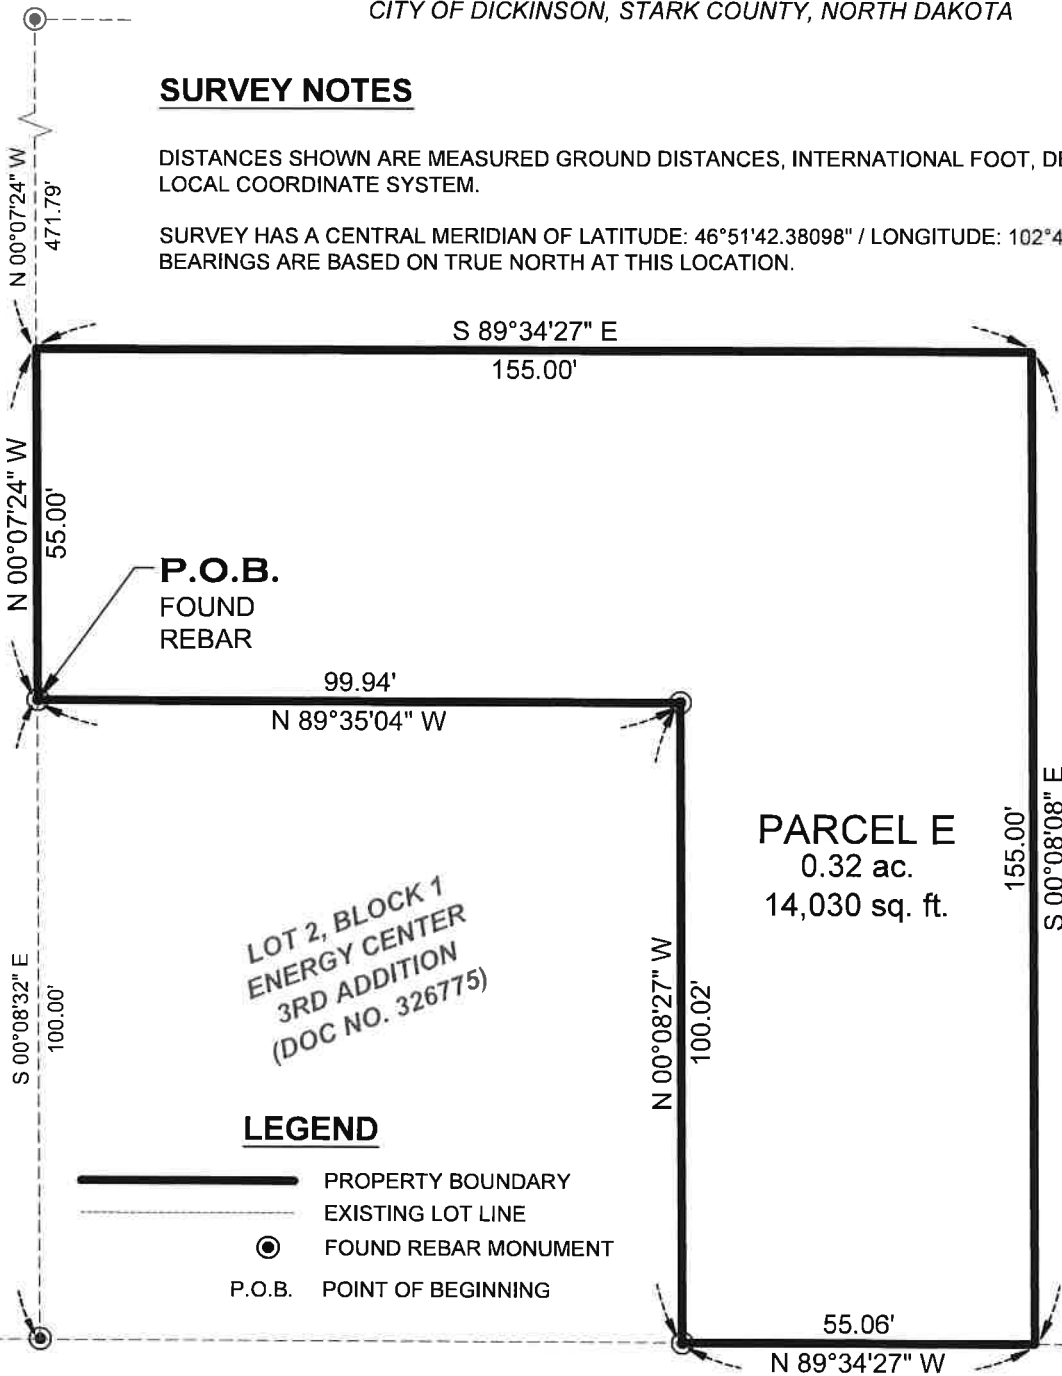 CITY OF DICKINSON, STARK COUNTY, NORTH DAKOTA
SURVEY NOTES
DISTANCES SHOWN ARE MEASURED GROUND DISTANCES, INTERNATIONAL FOOT,
LOCAL COORDINATE SYSTEM.
SURVEY HAS A CENTRAL MERIDIAN OF LATITUDE: 46°51'42.38098" / LONGITUDE: 102°4
BEARINGS ARE BASED ON TRUE NORTH AT THIS LOCATION.
N 00°07'24" W
471.79'
S 89°34'27" E
155.00'
N 00°07'24" W
55.00'
P.O.B.
FOUND
REBAR
99.94'
N 89°35'04" W
PARCEL E
0.32 ac.
14,030 sq. ft.
155.00'
S 00°08'08" E
LOT 2, BLOCK 1
ENERGY CENTER
3RD ADDITION
(DOC NO. 326775)
S 00°08'32" E
100.00'
N 00°08'27" W
100.02'
LEGEND
PROPERTY BOUNDARY
EXISTING LOT LINE
FOUND REBAR MONUMENT
P.O.B. POINT OF BEGINNING
55.06'
N 89°34'27" W